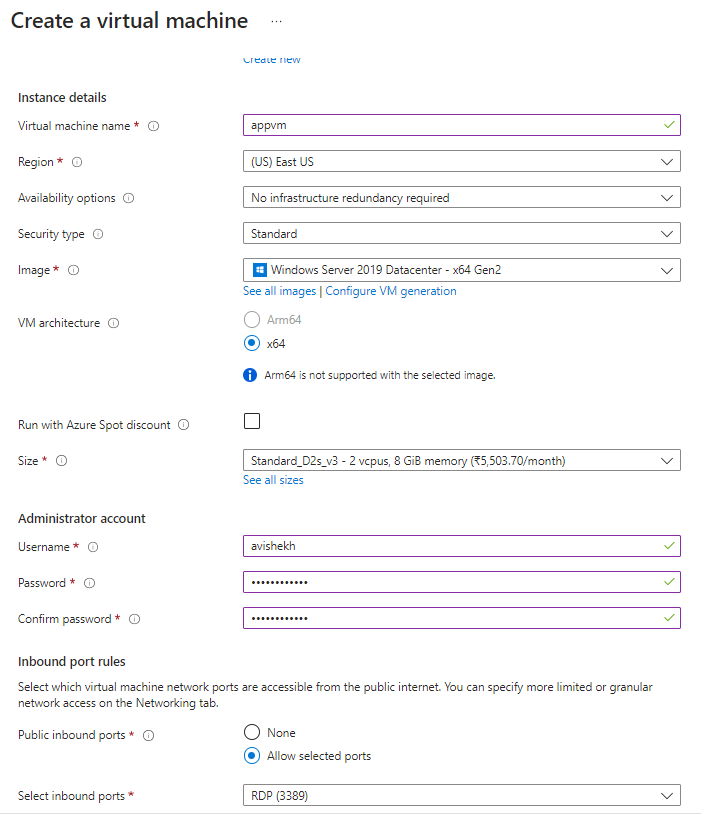 Create a virtual machine ...
Create new
Instance details
Virtual machine name * appvm
Region * (US) East US
Availability options No infrastructure redundancy required
Security type Standard
Image * Windows Server 2019 Datacenter - x64 Gen2
See all images | Configure VM generation
VM architecture Arm64
x64
Arm64 is not supported with the selected image.
Run with Azure Spot discount
Size * Standard_D2s_v3 - 2 vcpus, 8 GiB memory (₹5,503.70/month)
See all sizes
Administrator account
Username * avishekh
Password * ••••••••••••
Confirm password * ••••••••••••
Inbound port rules
Select which virtual machine network ports are accessible from the public internet. You can specify more limited or granular
network access on the Networking tab.
Public inbound ports * None
Allow selected ports
Select inbound ports * RDP (3389)